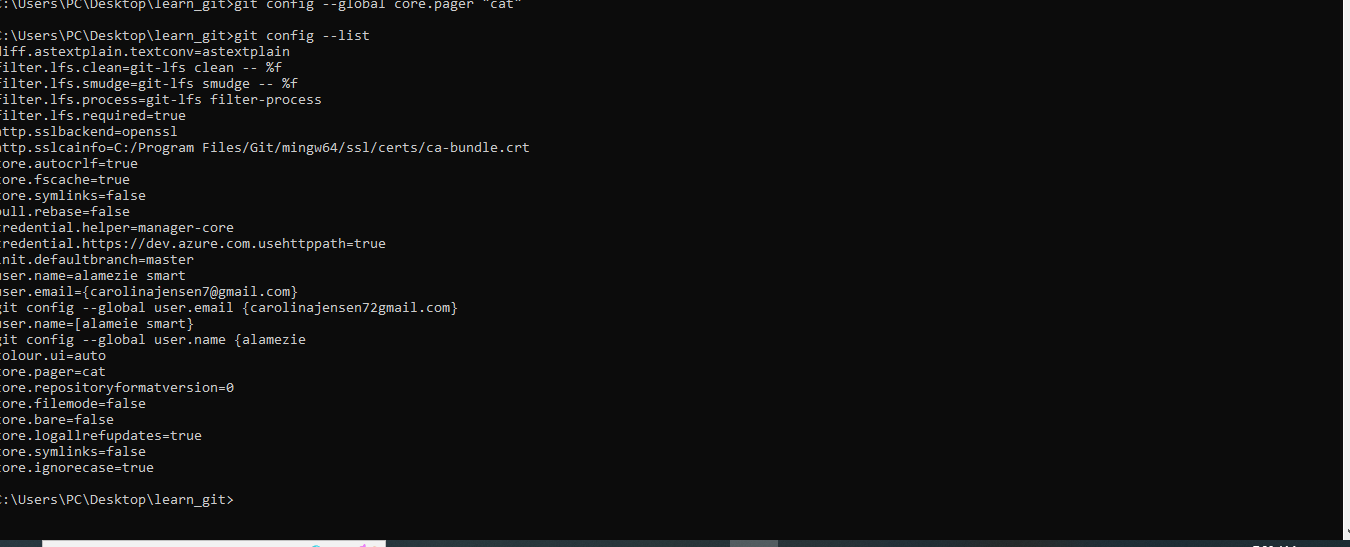 :\Users\PC\Desktop\learn_git>git config --global core.pager "cat"
:\Users\PC\Desktop\learn_git>git config --list
diff.astextplain.textconv=astextplain
filter.lfs.clean=git-lfs clean -- %f
filter.lfs.smudge=git-lfs smudge -- %f
filter.lfs.process=git-lfs filter-process
filter.lfs.required=true
http.sslbackend=openssl
http.sslcainfo=C:/Program Files/Git/mingw64/ssl/certs/ca-bundle.crt
core.autocrlf=true
core.fscache=true
core.symlinks=false
pull.rebase=false
credential.helper=manager-core
credential.https://dev.azure.com.usehttppath=true
init.defaultbranch=master
user.name=alamezie smart
user.email={carolinajensen7@gmail.com}
git config --global user.email {carolinajensen72gmail.com}
user.name=[alameie smart}
git config --global user.name {alamezie
colour.ui=auto
core.pager=cat
core.repositoryformatversion=0
core.filemode=false
core.bare=false
core.logallrefupdates=true
core.symlinks=false
core.ignorecase=true
C:\Users\PC\Desktop\learn_git>